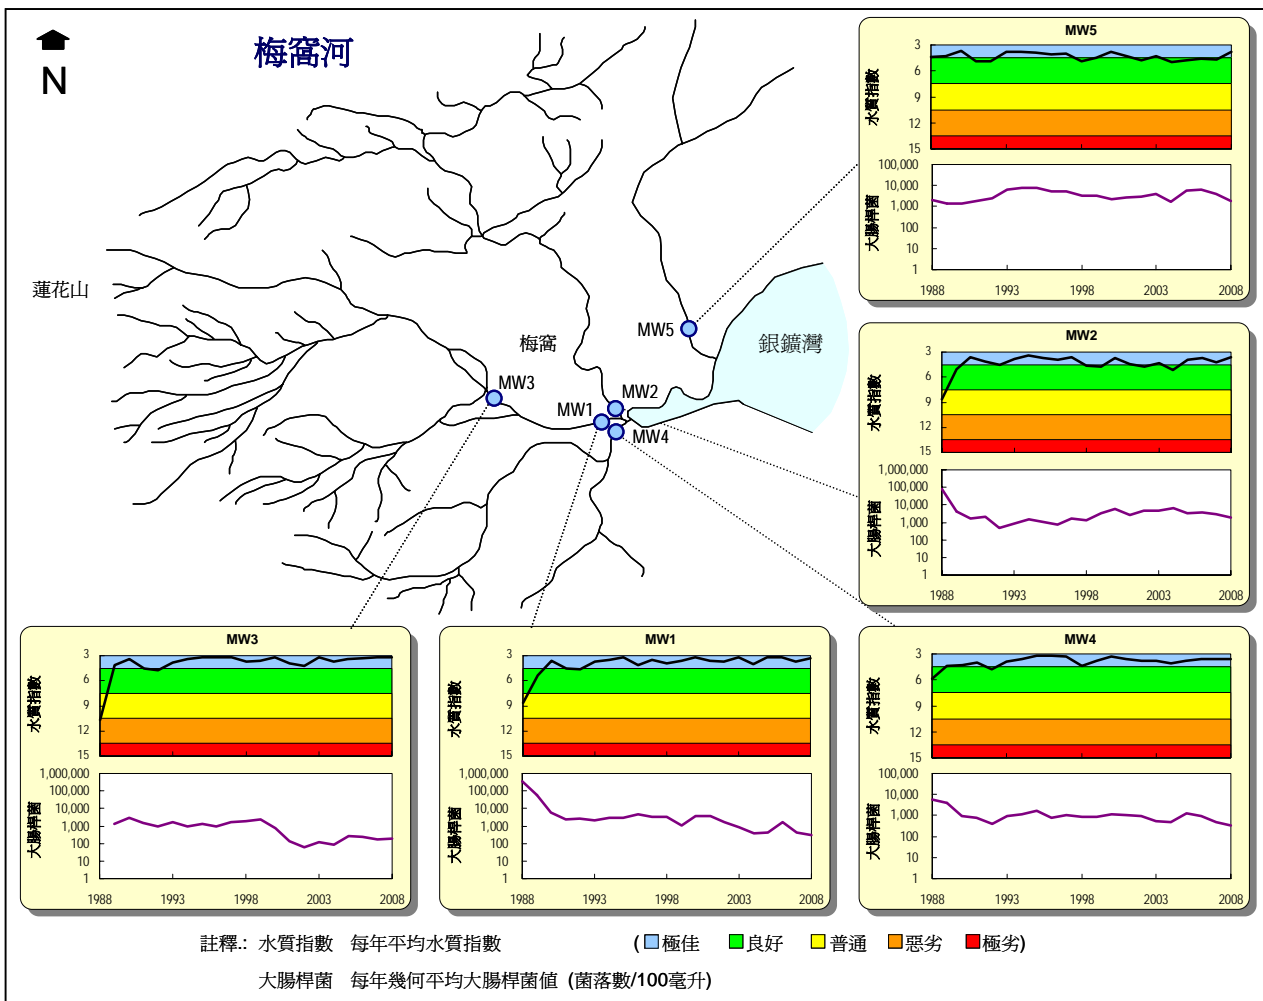 梅窩河
N
蓮花山
梅窩
銀鑛灣
MW5
MW3
MW2
MW1
MW4
MW5
水質指數
3
6
9
12
15
大腸桿菌
100,000
10,000
1,000
100
10
1
1988 1993 1998 2003 2008
MW2
水質指數
3
6
9
12
15
大腸桿菌
1,000,000
100,000
10,000
1,000
100
10
1
1988 1993 1998 2003 2008
MW3
水質指數
3
6
9
12
15
大腸桿菌
1,000,000
100,000
10,000
1,000
100
10
1
1988 1993 1998 2003 2008
MW1
水質指數
3
6
9
12
15
大腸桿菌
1,000,000
100,000
10,000
1,000
100
10
1
1988 1993 1998 2003 2008
MW4
水質指數
3
6
9
12
15
大腸桿菌
100,000
10,000
1,000
100
10
1
1988 1993 1998 2003 2008
註釋.: 水質指數 每年平均水質指數 (極佳 良好 普通 惡劣 極劣)
大腸桿菌 每年幾何平均大腸桿菌值 (菌落數/100毫升)